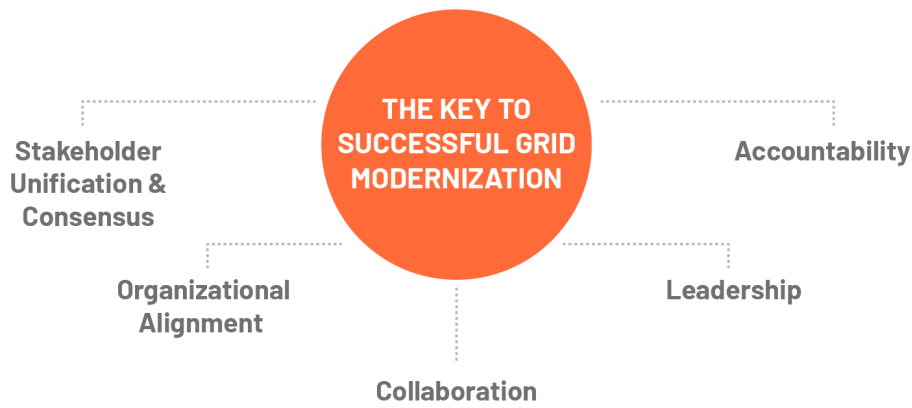 THE KEY TO
SUCCESSFUL GRID
MODERNIZATION
Stakeholder
Unification &
Consensus
Accountability
Organizational
Alignment
Leadership
Collaboration